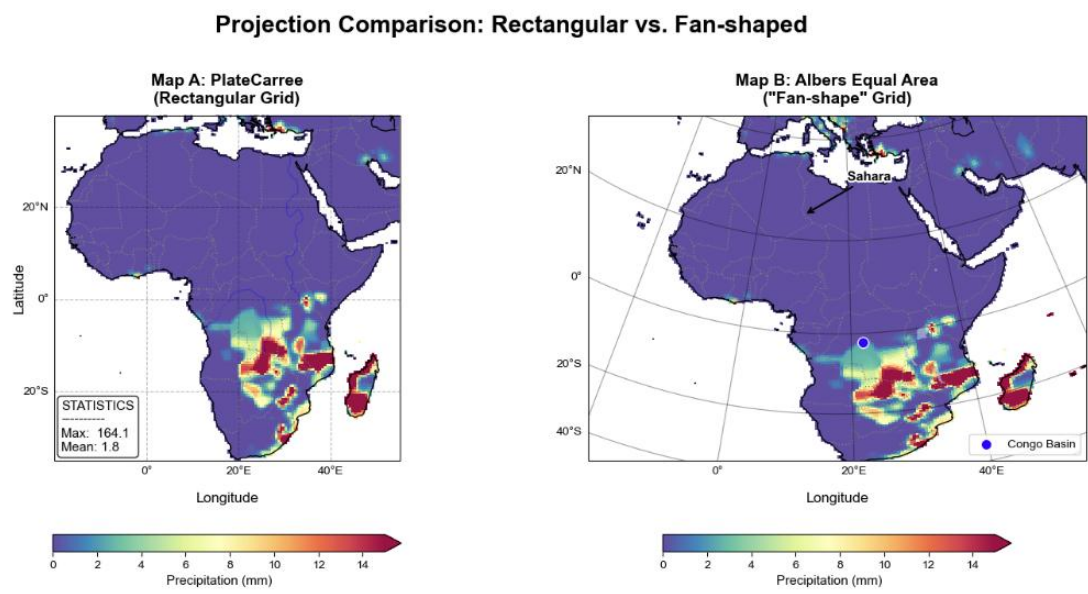 Projection Comparison: Rectangular vs. Fan-shaped
Map A: PlateCarree
(Rectangular Grid)
20°N
0°
20°S
Latitude
STATISTICS
----------
Max: 164.1
Mean: 1.8
0°
20°E
40°E
Longitude
0
2
4
6
8
10
12
14
Precipitation (mm)
Map B: Albers Equal Area
("Fan-shape" Grid)
Sahara
20°N
0°
20°S
40°S
Congo Basin
0°
20°E
40°E
Longitude
0
2
4
6
8
10
12
14
Precipitation (mm)